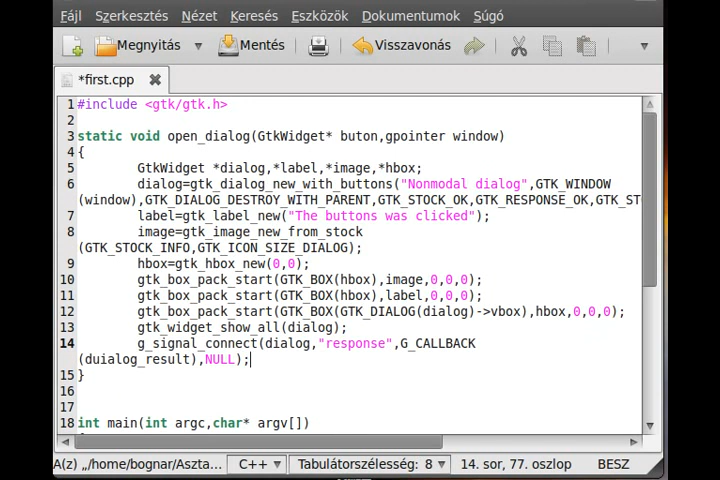 Fájl Szerkesztés Nézet Keresés Eszközök Dokumentumok Súgó
Megnyitás Mentés Visszavonás
*first.cpp
1 #include <gtk/gtk.h>
2
3 static void open_dialog(GtkWidget* buton,gpointer window)
4 {
5 GtkWidget *dialog,*label,*image,*hbox;
6 dialog=gtk_dialog_new_with_buttons("Nonmodal dialog",GTK_WINDOW
(window),GTK_DIALOG_DESTROY_WITH_PARENT,GTK_STOCK_OK,GTK_RESPONSE_OK,GTK_ST
7 label=gtk_label_new("The buttons was clicked");
8 image=gtk_image_new_from_stock
(GTK_STOCK_INFO,GTK_ICON_SIZE_DIALOG);
9 hbox=gtk_hbox_new(0,0);
10 gtk_box_pack_start(GTK_BOX(hbox),image,0,0,0);
11 gtk_box_pack_start(GTK_BOX(hbox),label,0,0,0);
12 gtk_box_pack_start(GTK_BOX(GTK_DIALOG(dialog)->vbox),hbox,0,0,0);
13 gtk_widget_show_all(dialog);
14 g_signal_connect(dialog,"response",G_CALLBACK
(duialog_result),NULL);
15 }
16
17
18 int main(int argc,char* argv[])
A(z) „/home/bognar/Aszta... C++ Tabulátorszélesség: 8 14. sor, 77. oszlop BESZ